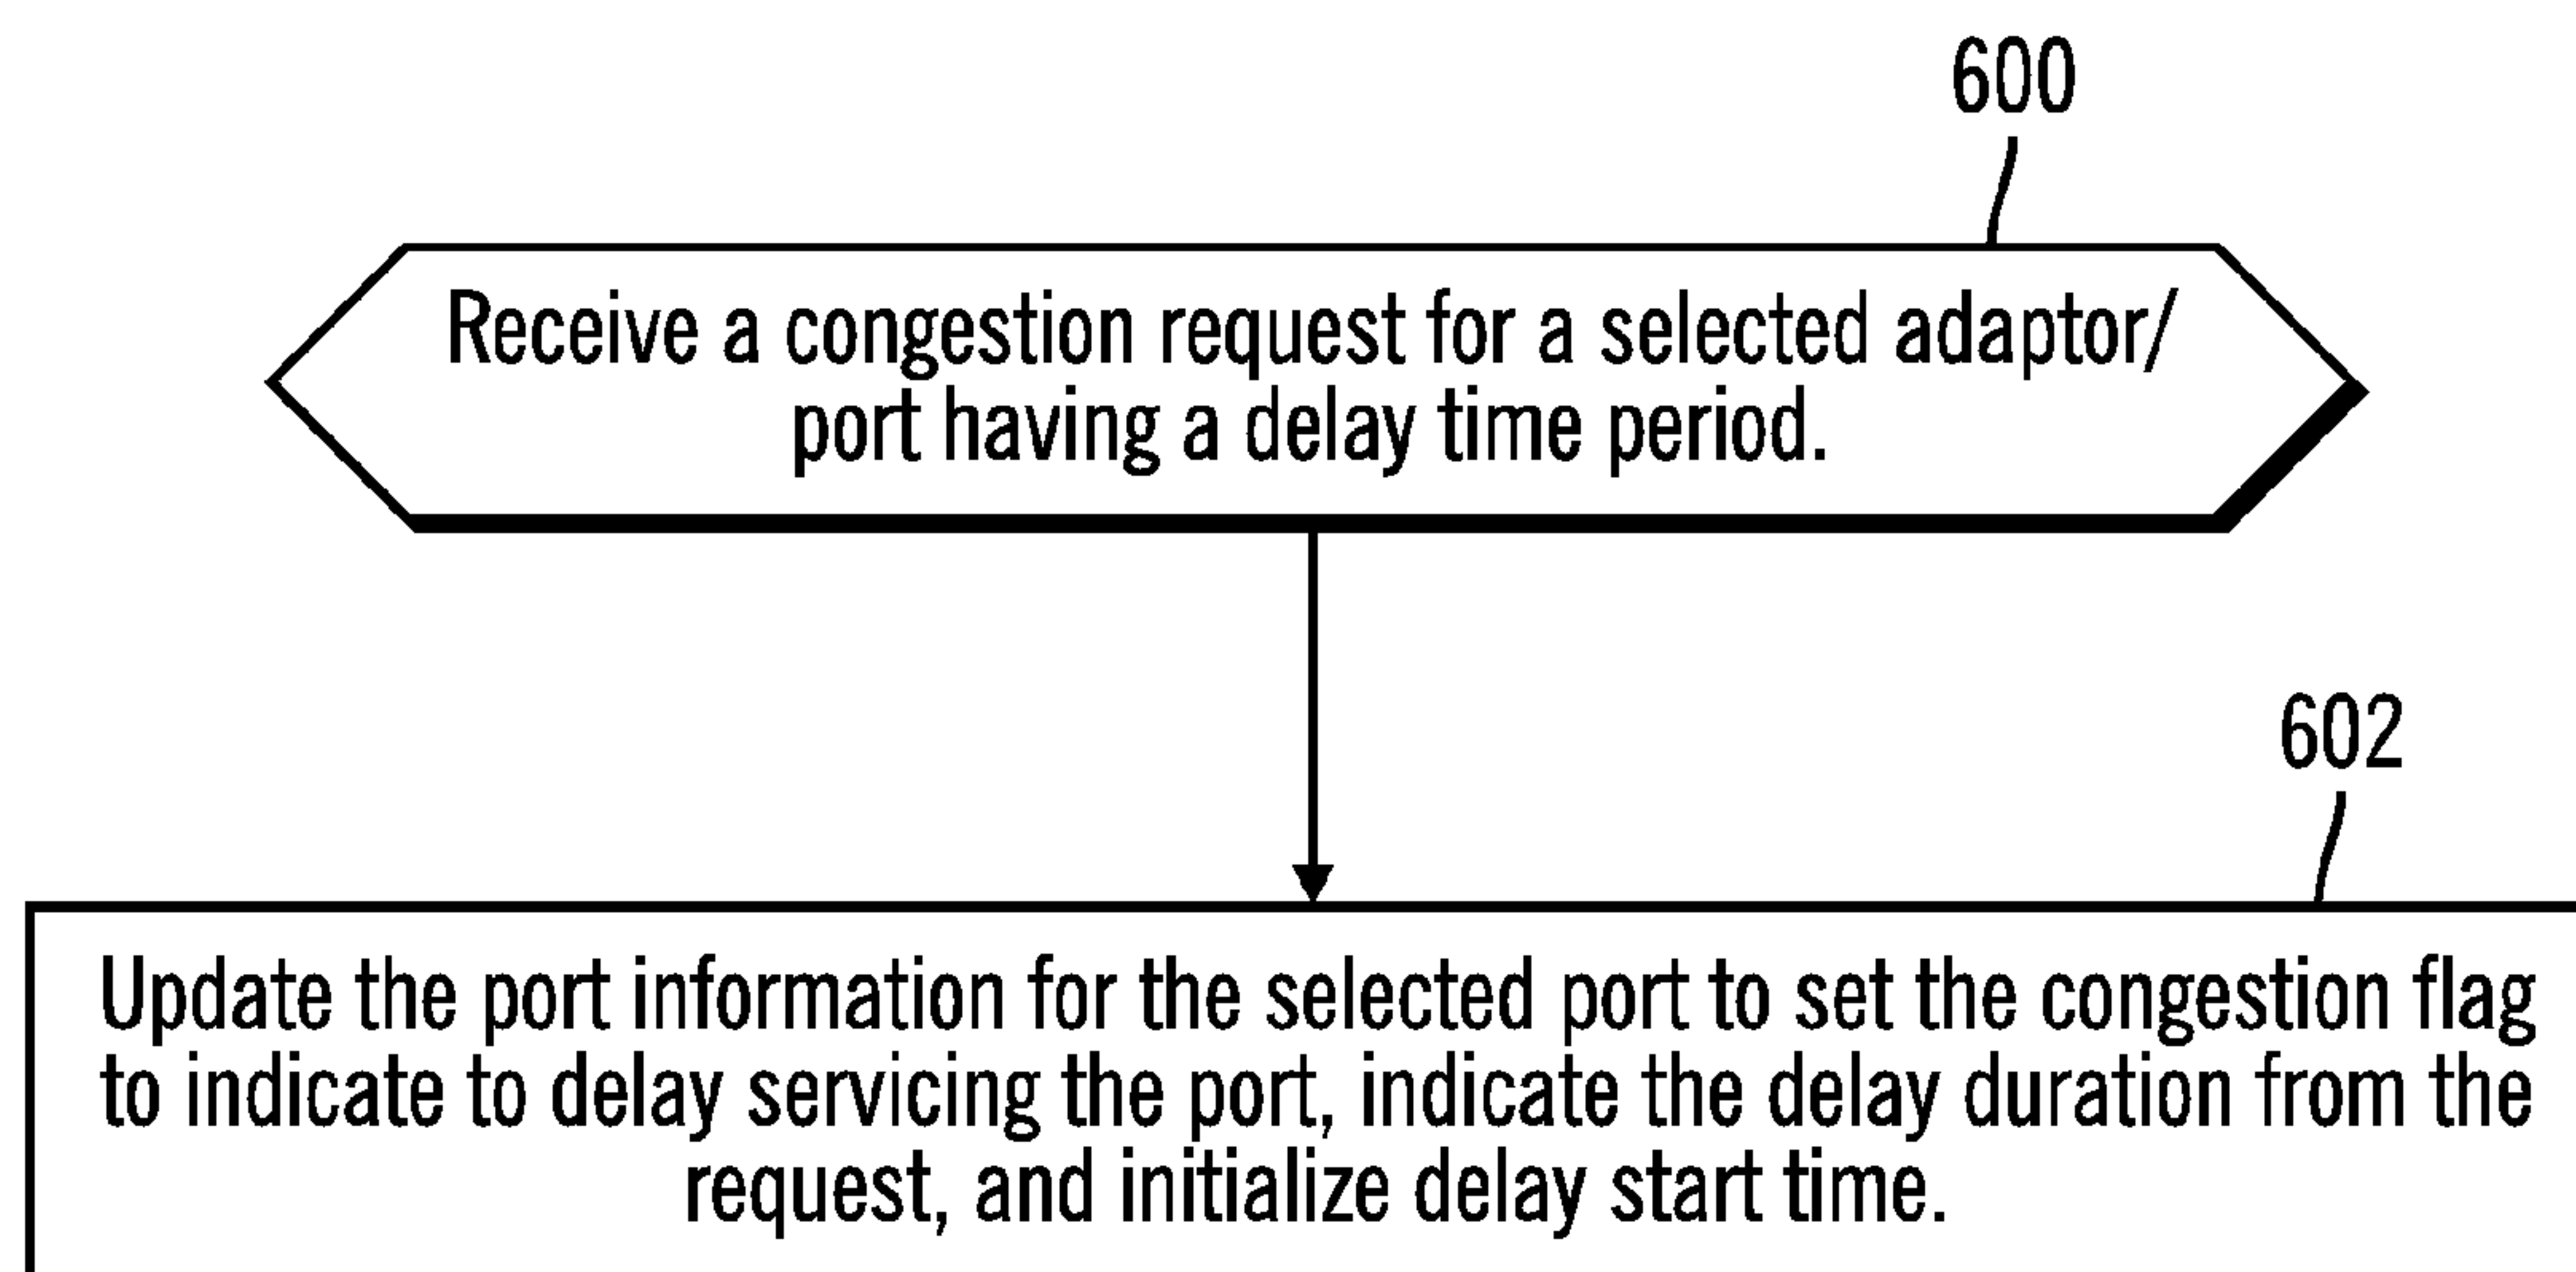 600
Receive a congestion request for a selected adaptor/
port having a delay time period.
602
Update the port information for the selected port to set the congestion flag
to indicate to delay servicing the port, indicate the delay duration from the
request, and initialize delay start time.